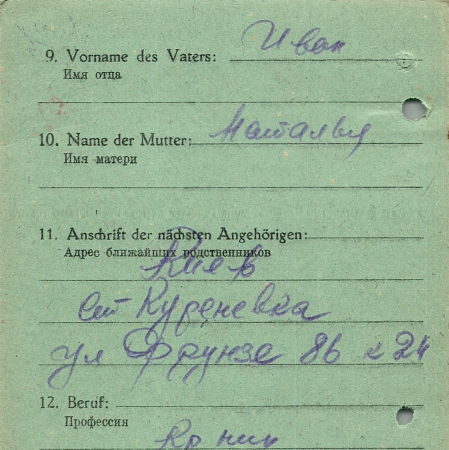 9. Vorname des Vaters: Иван
Имя отца
10. Name der Mutter: Наталья
Имя матери
11. Anschrift der nächsten Angehörigen:
Адрес ближайших родственников
Киев
ст Куреневка
ул Фрунзе 86 к 24
12. Beruf:
Профессия